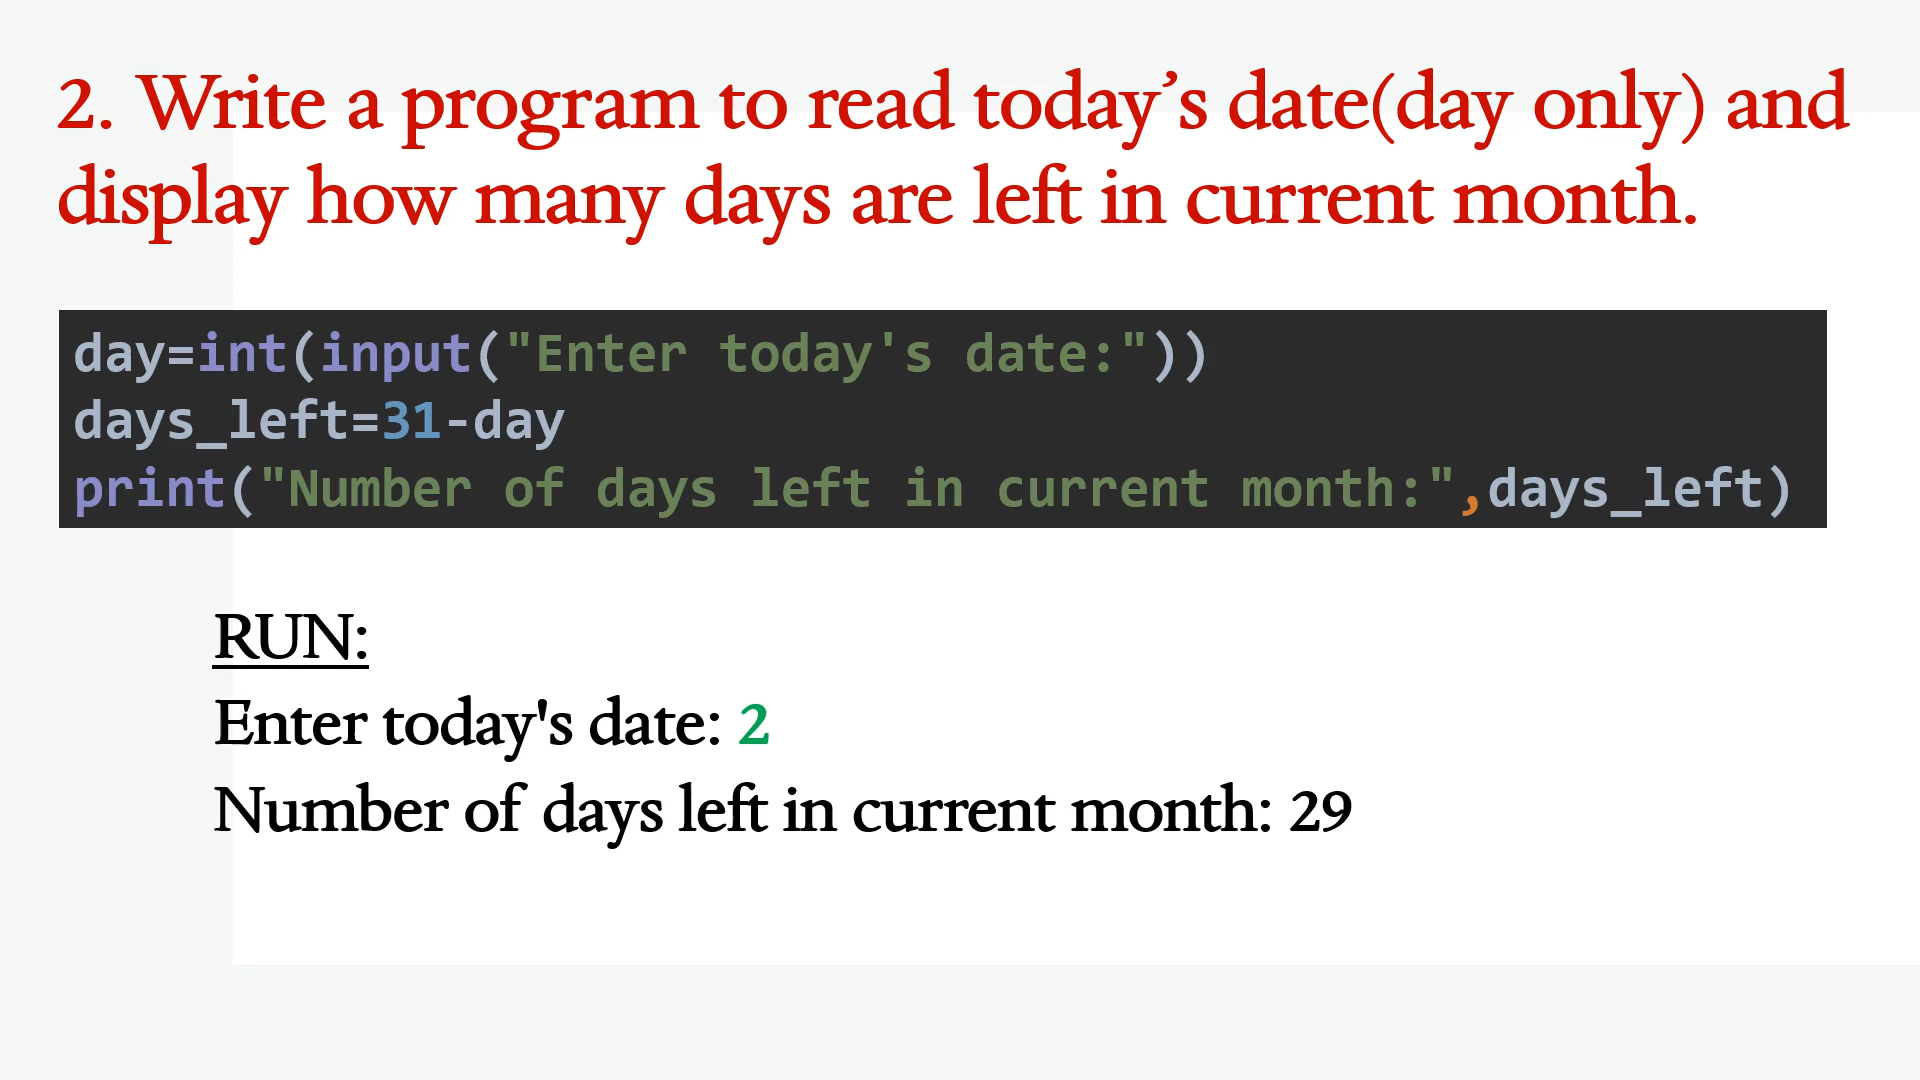 2. Write a program to read today’s date(day only) and
display how many days are left in current month.
day=int(input("Enter today's date:"))
days_left=31-day
print("Number of days left in current month:",days_left)
RUN:
Enter today's date: 2
Number of days left in current month: 29